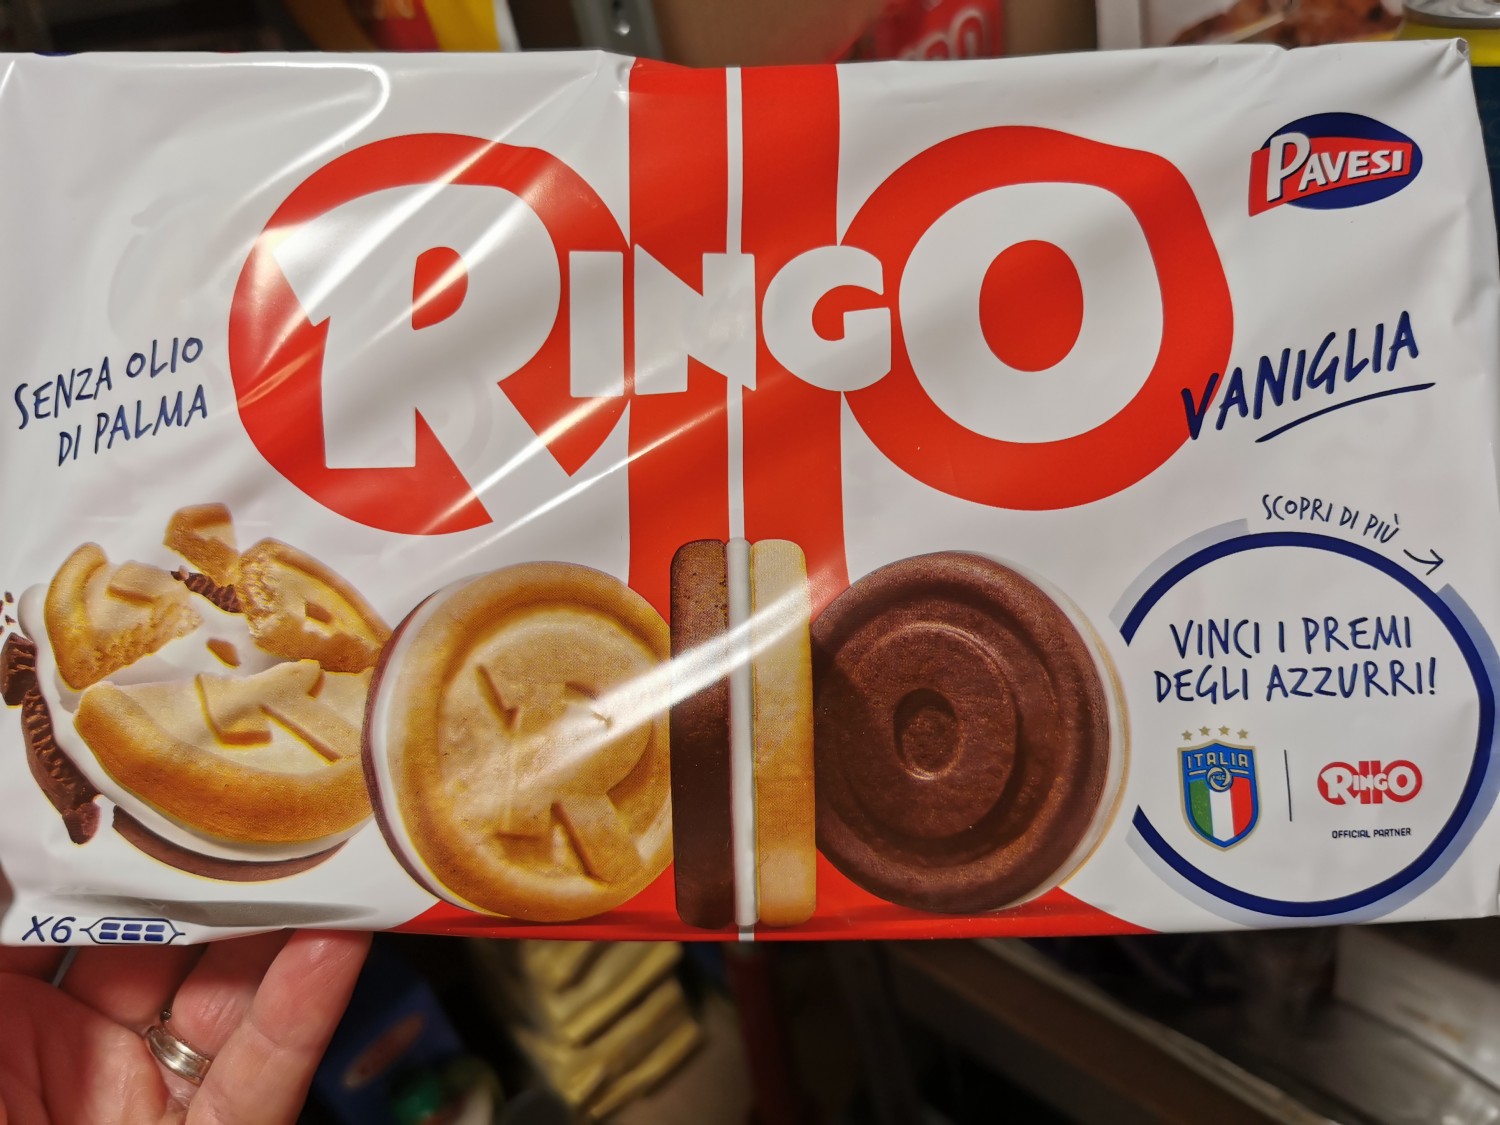 PAVESI
RINGO
VANIGLIA
SENZA OLIO
DI PALMA
SCOPRI DI PIÙ
VINCI I PREMI
DEGLI AZZURRI!
ITALIA
RINGO
OFFICIAL PARTNER
X6